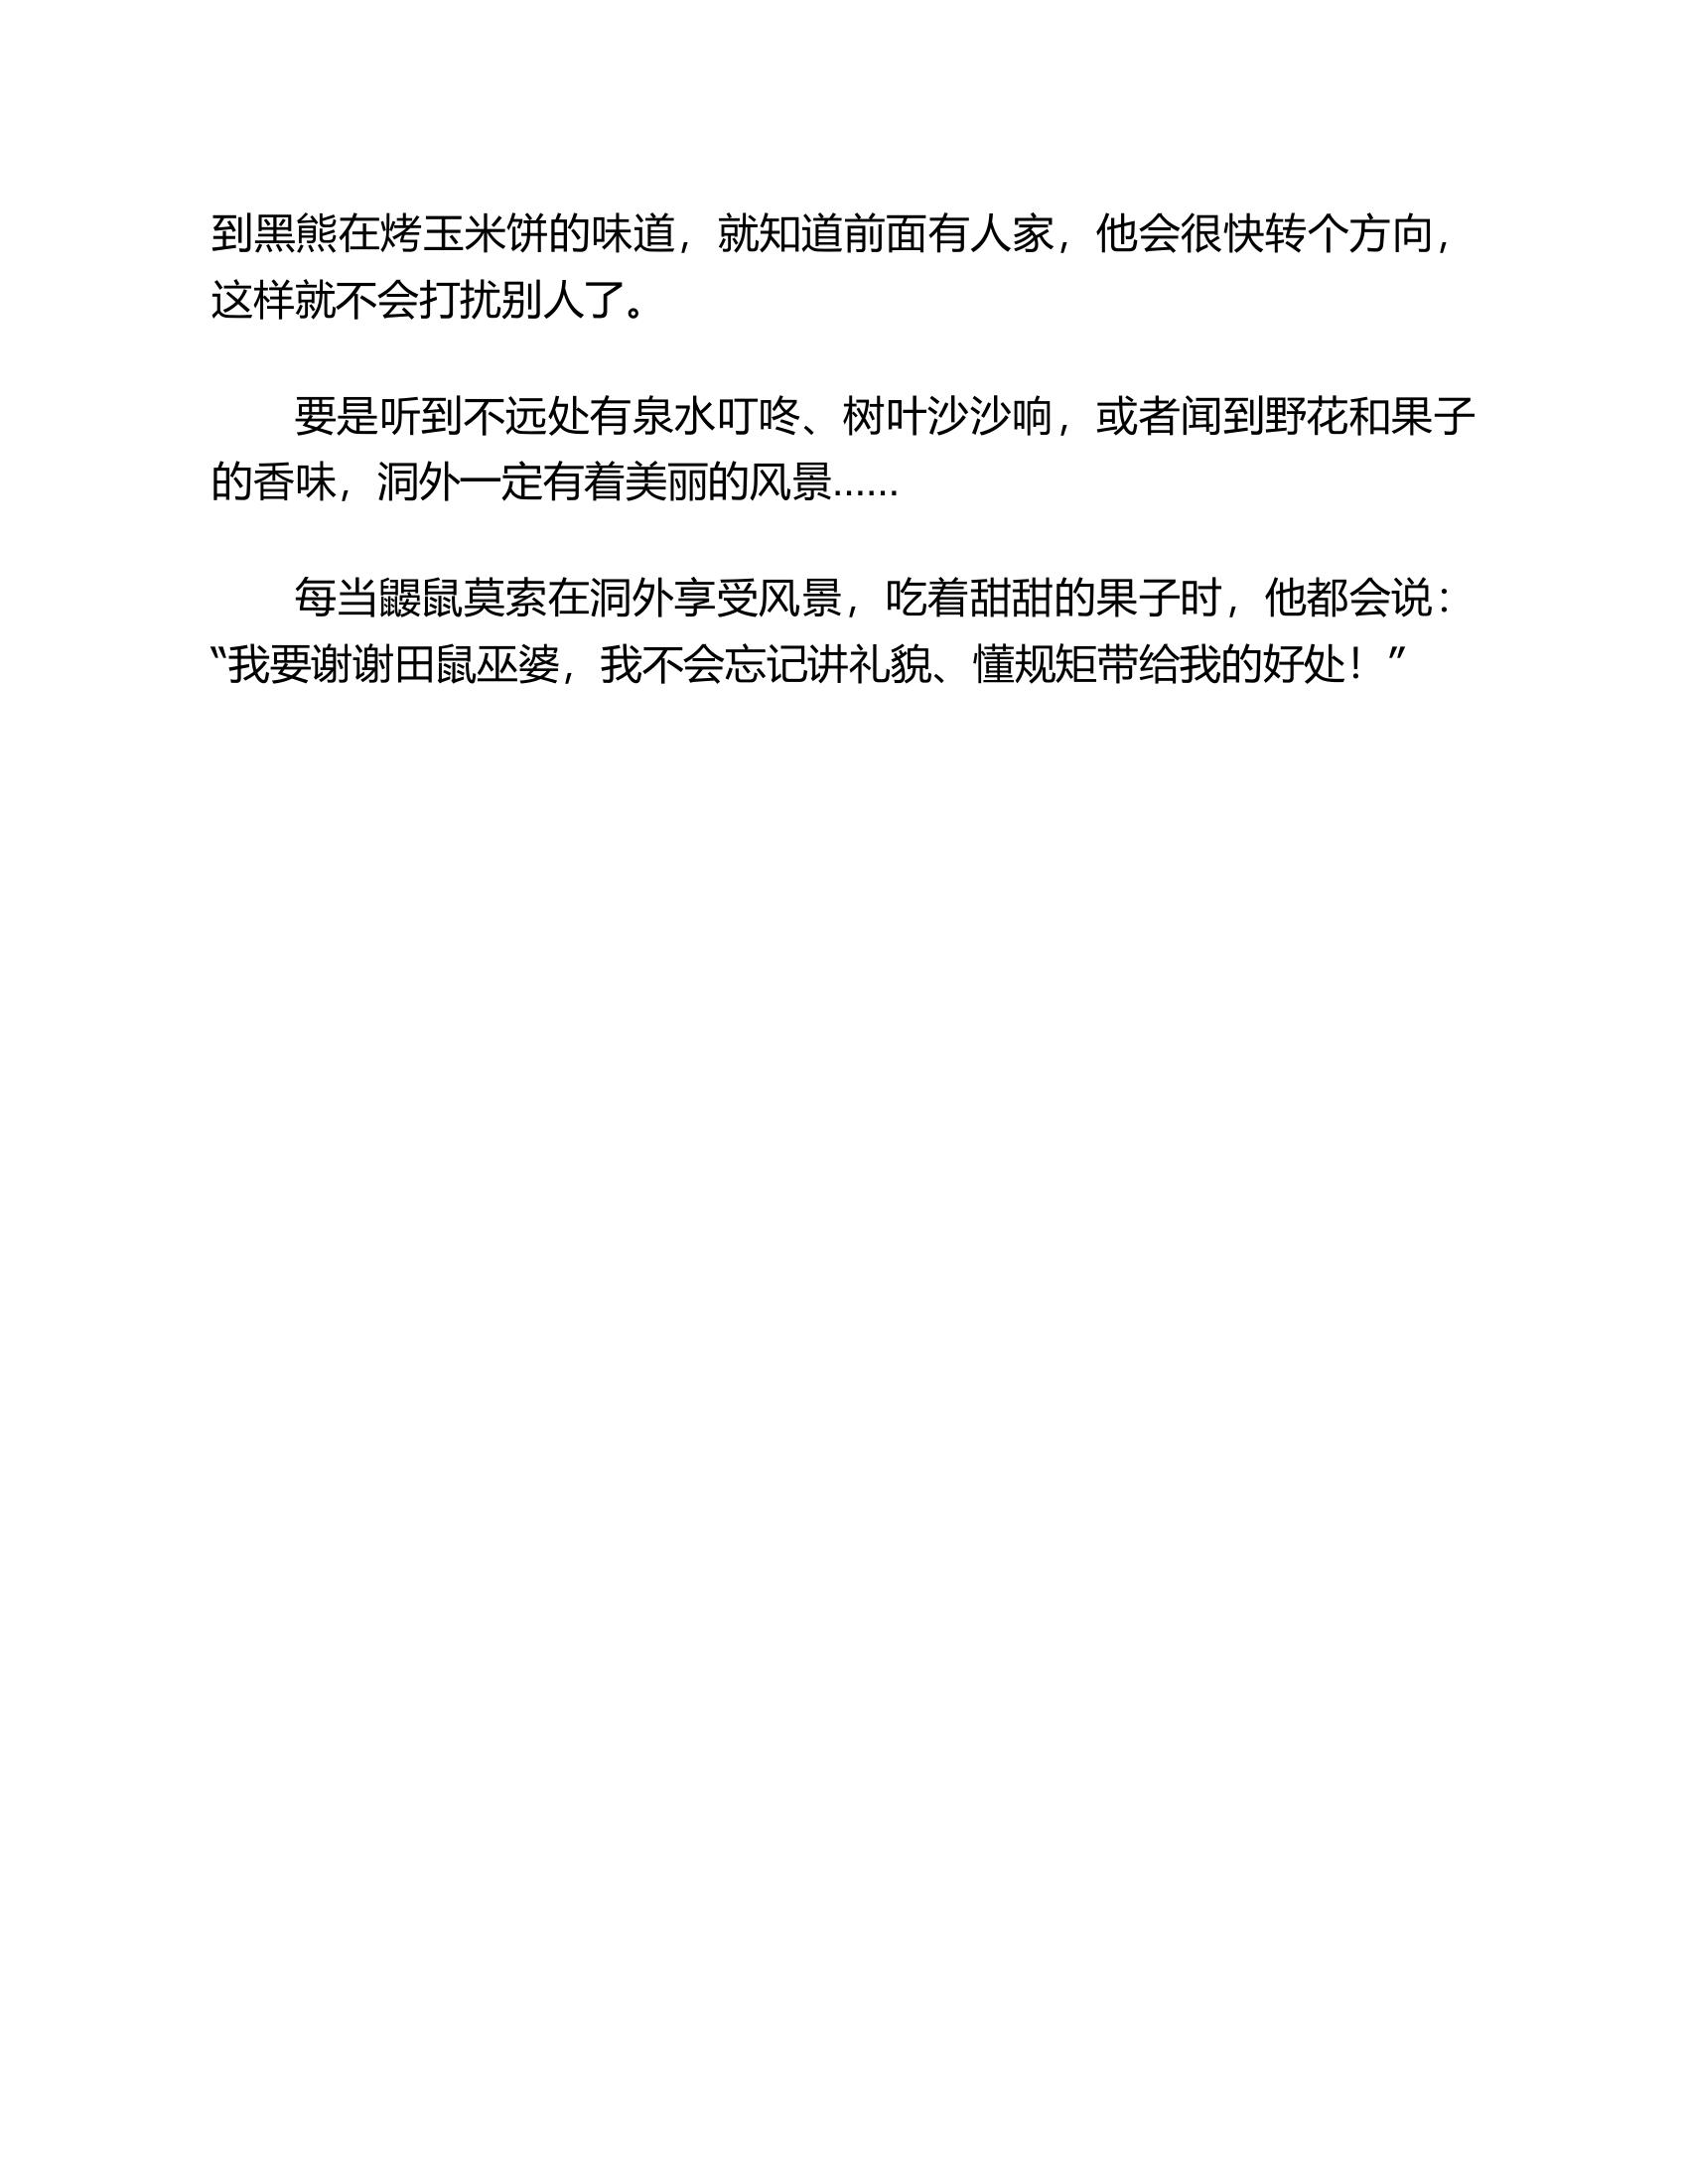 到黑熊在烤玉米饼的味道，就知道前面有人家，他会很快转个方向，
这样就不会打扰别人了。
要是听到不远处有泉水叮咚、树叶沙沙响，或者闻到野花和果子
的香味，洞外一定有着美丽的风景……
每当鼹鼠莫索在洞外享受风景，吃着甜甜的果子时，他都会说：
“我要谢谢田鼠巫婆，我不会忘记讲礼貌、懂规矩带给我的好处！”